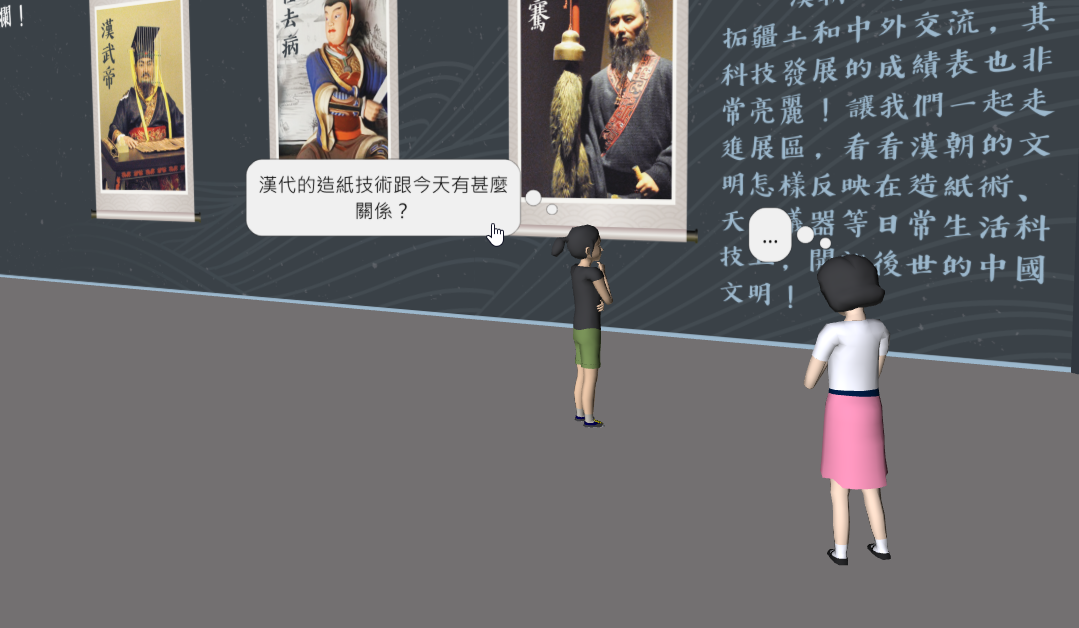 欄！
漢武帝
去病
騫
拓疆土和中外交流，其
科技發展的成績表也非
常亮麗！讓我們一起走
進展區，看看漢朝的文
明怎樣反映在造紙術、
天 儀器等日常生活科
技上，開 後世的中國
文明！
漢代的造紙技術跟今天有甚麼
關係？
...